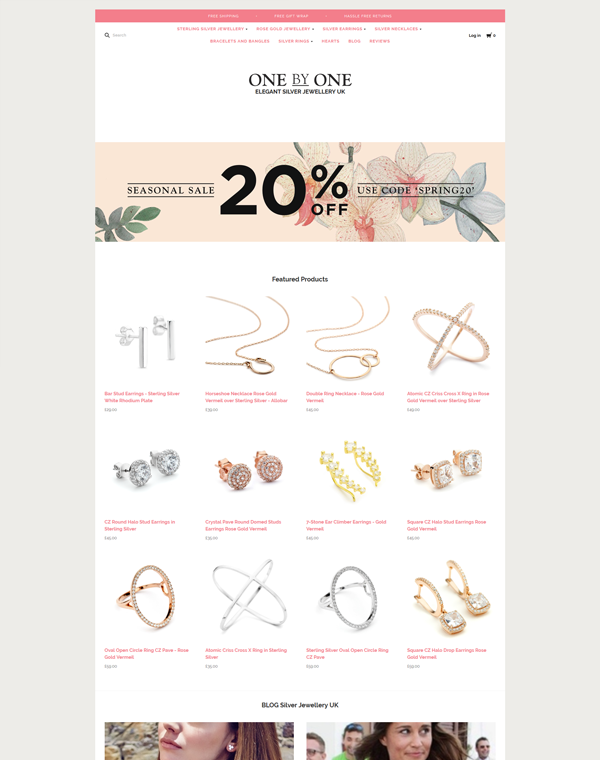 FREE SHIPPING • FREE GIFT WRAP • HASSLE FREE RETURNS
Search
STERLING SILVER JEWELLERY ROSE GOLD JEWELLERY SILVER EARRINGS SILVER NECKLACES
BRACELETS AND BANGLES SILVER RINGS HEARTS BLOG REVIEWS
Log in 0
ONE BY ONE
ELEGANT SILVER JEWELLERY UK
SEASONAL SALE 20% OFF USE CODE 'SPRING20'
Featured Products
Bar Stud Earrings - Sterling Silver
White Rhodium Plate
Horseshoe Necklace Rose Gold
Vermeil over Sterling Silver - Allobar
£39.00
Double Ring Necklace - Rose Gold
Vermeil
£45.00
Atomic CZ Criss Cross X Ring in Rose
Gold Vermeil over Sterling Silver
CZ Round Halo Stud Earrings in
Sterling Silver
£45.00
Crystal Pave Round Domed Studs
Earrings Rose Gold Vermeil
£35.00
7-Stone Ear Climber Earrings - Gold
Vermeil
£45.00
Square CZ Halo Stud Earrings Rose
Gold Vermeil
£45.00
Oval Open Circle Ring CZ Pave - Rose
Gold Vermeil
£59.00
Atomic Criss Cross X Ring in Sterling
Silver
£35.00
Sterling Silver Oval Open Circle Ring
CZ Pave
£59.00
Square CZ Halo Drop Earrings Rose
Gold Vermeil
£59.00
BLOG Silver Jewellery UK